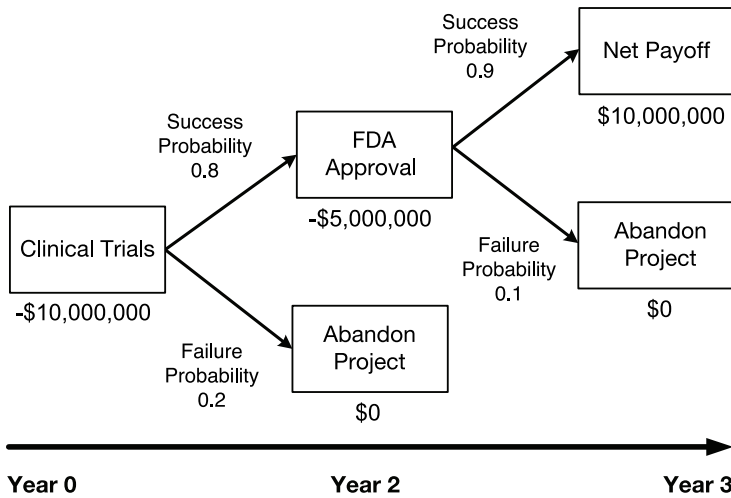 Success
Probability
0.9
Net Payoff
$10,000,000
Success
Probability
0.8
FDA
Approval
-$5,000,000
Failure
Probability
0.1
Abandon
Project
$0
Clinical Trials
-$10,000,000
Failure
Probability
0.2
Abandon
Project
$0
Year 0
Year 2
Year 3